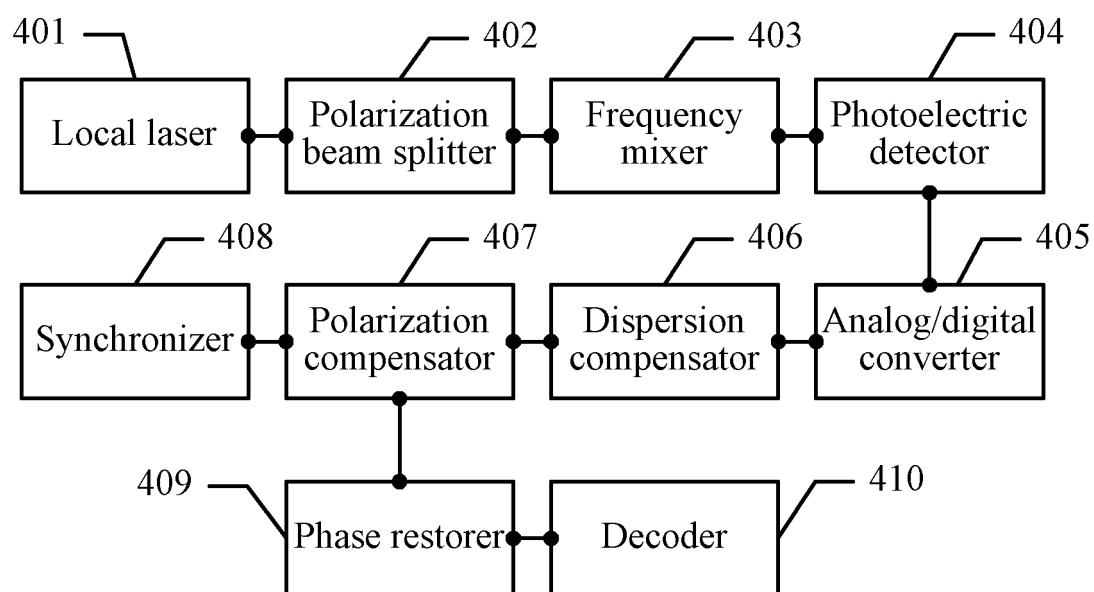 401
402
403
404
Local laser
Polarization
beam splitter
Frequency
mixer
Photoelectric
detector
408
407
406
405
Synchronizer
Polarization
compensator
Dispersion
compensator
Analog/digital
converter
409
410
Phase restorer
Decoder